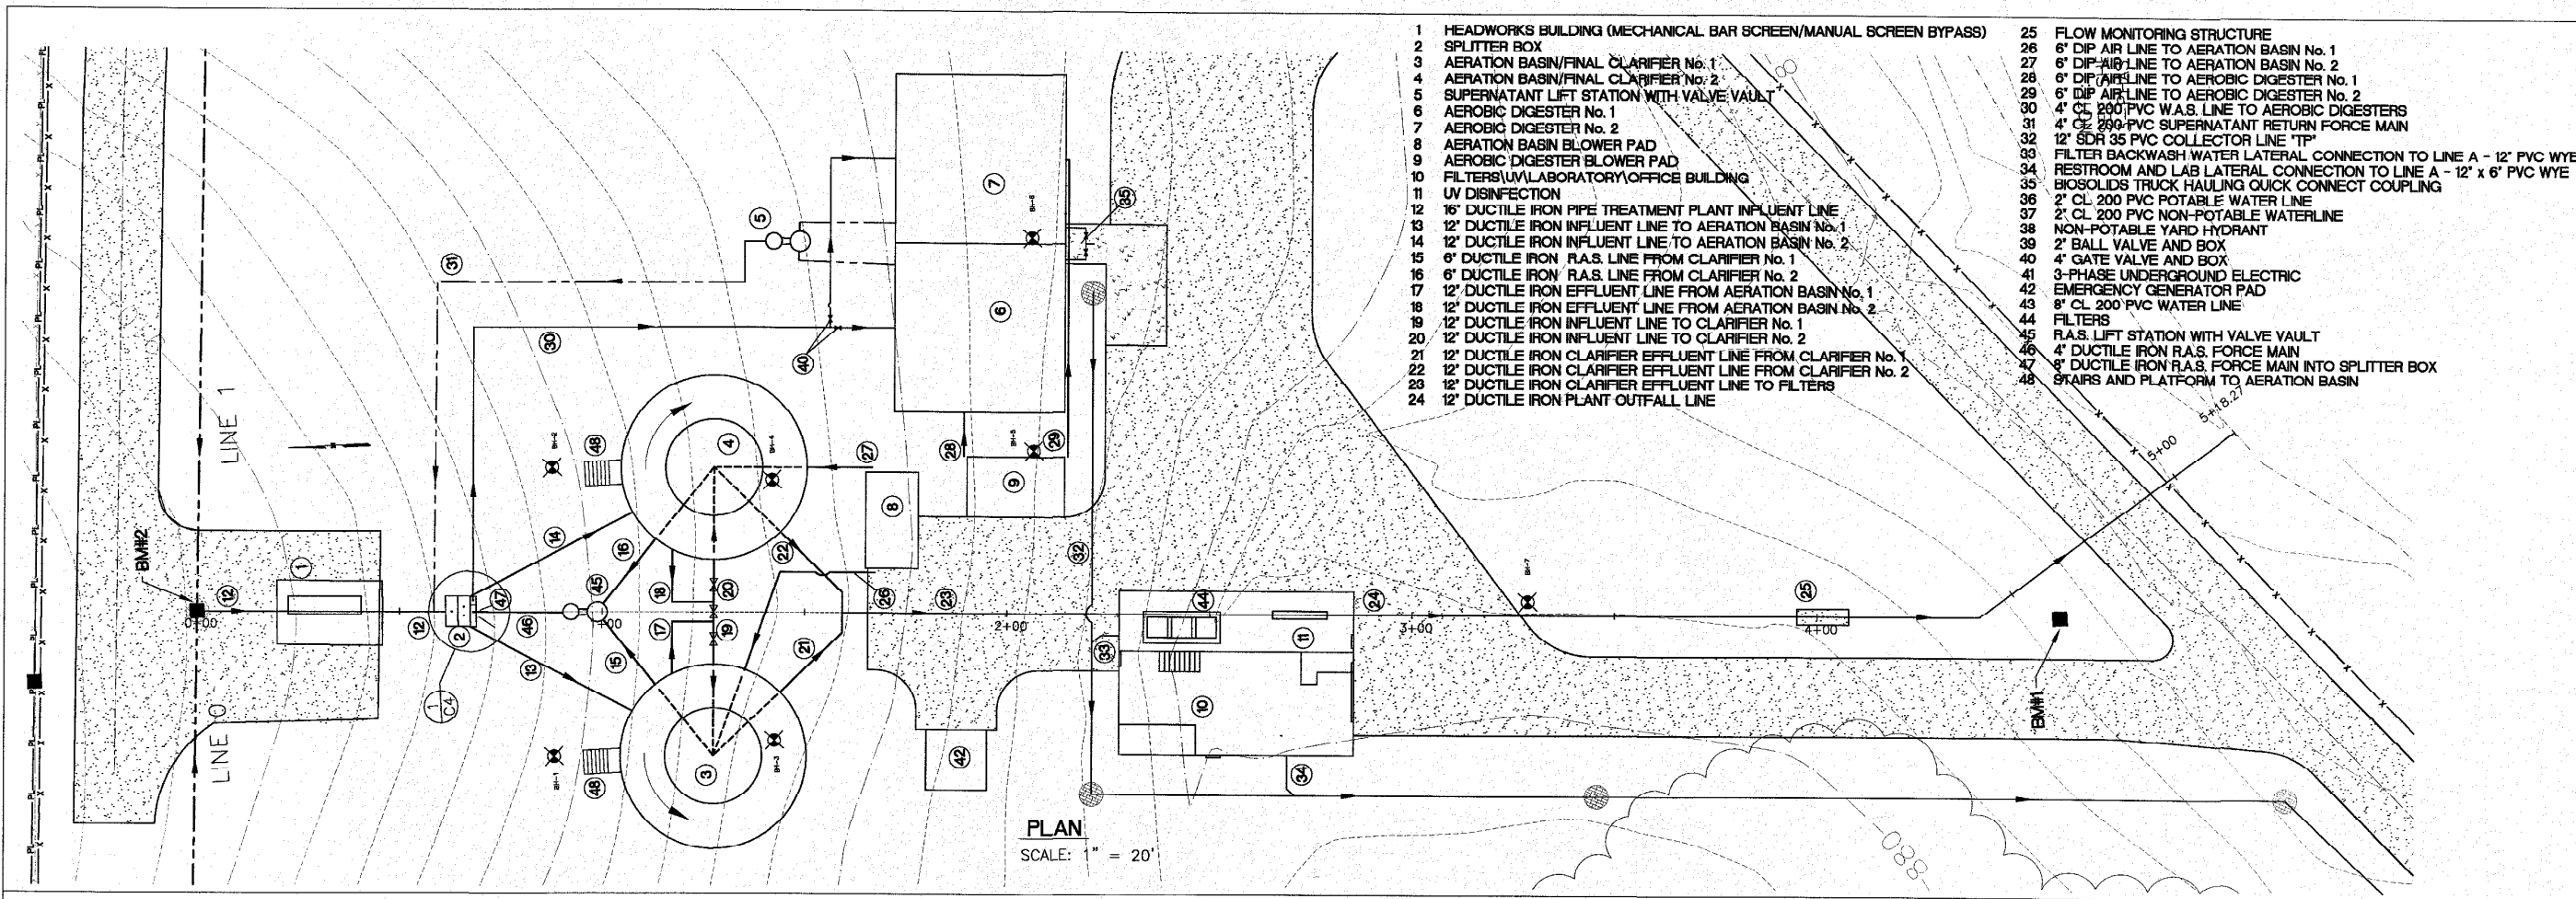 1 HEADWORKS BUILDING (MECHANICAL BAR SCREEN/MANUAL SCREEN BYPASS)
2 SPLITTER BOX
3 AERATION BASIN/FINAL CLARIFIER No. 1
4 AERATION BASIN/FINAL CLARIFIER No. 2
5 SUPERNATANT LIFT STATION WITH VALVE VAULT
6 AEROBIC DIGESTER No. 1
7 AEROBIC DIGESTER No. 2
8 AERATION BASIN BLOWER PAD
9 AEROBIC DIGESTER BLOWER PAD
10 FILTERS\UV\LABORATORY\OFFICE BUILDING
11 UV DISINFECTION
12 16" DUCTILE IRON PIPE TREATMENT PLANT INFLUENT LINE
13 12" DUCTILE IRON INFLUENT LINE TO AERATION BASIN No. 1
14 12" DUCTILE IRON INFLUENT LINE TO AERATION BASIN No. 2
15 6" DUCTILE IRON R.A.S. LINE FROM CLARIFIER No. 1
16 6" DUCTILE IRON R.A.S. LINE FROM CLARIFIER No. 2
17 12" DUCTILE IRON EFFLUENT LINE FROM AERATION BASIN No. 1
18 12" DUCTILE IRON EFFLUENT LINE FROM AERATION BASIN No. 2
19 12" DUCTILE IRON INFLUENT LINE TO CLARIFIER No. 1
20 12" DUCTILE IRON INFLUENT LINE TO CLARIFIER No. 2
21 12" DUCTILE IRON CLARIFIER EFFLUENT LINE FROM CLARIFIER No. 1
22 12" DUCTILE IRON CLARIFIER EFFLUENT LINE FROM CLARIFIER No. 2
23 12" DUCTILE IRON CLARIFIER EFFLUENT LINE TO FILTERS
24 12" DUCTILE IRON PLANT OUTFALL LINE
25 FLOW MONITORING STRUCTURE
26 6" DIP AIR LINE TO AERATION BASIN No. 1
27 6" DIP AIR LINE TO AERATION BASIN No. 2
28 6" DIP AIR LINE TO AEROBIC DIGESTER No. 1
29 6" DIP AIR LINE TO AEROBIC DIGESTER No. 2
30 4" CL 200 PVC W.A.S. LINE TO AEROBIC DIGESTERS
31 4" CL 200 PVC SUPERNATANT RETURN FORCE MAIN
32 12" SDR 35 PVC COLLECTOR LINE "TP"
33 FILTER BACKWASH WATER LATERAL CONNECTION TO LINE A - 12" PVC WYE
34 RESTROOM AND LAB LATERAL CONNECTION TO LINE A - 12" x 6" PVC WYE
35 BIOSOLIDS TRUCK HAULING QUICK CONNECT COUPLING
36 2" CL 200 PVC POTABLE WATER LINE
37 2" CL 200 PVC NON-POTABLE WATERLINE
38 NON-POTABLE YARD HYDRANT
39 2" BALL VALVE AND BOX
40 4" GATE VALVE AND BOX
41 3-PHASE UNDERGROUND ELECTRIC
42 EMERGENCY GENERATOR PAD
43 8" CL 200 PVC WATER LINE
44 FILTERS
45 R.A.S. LIFT STATION WITH VALVE VAULT
46 4" DUCTILE IRON R.A.S. FORCE MAIN
47 8" DUCTILE IRON R.A.S. FORCE MAIN INTO SPLITTER BOX
48 STAIRS AND PLATFORM TO AERATION BASIN
LINE 1
LINE 0
BM#2
BM#1
0+00
2+00
3+00
4+00
5+00
5+18.27
1
C4
BH-1
BH-2
BH-3
BH-4
BH-5
BH-6
BH-7
880
PLAN
SCALE: 1" = 20'